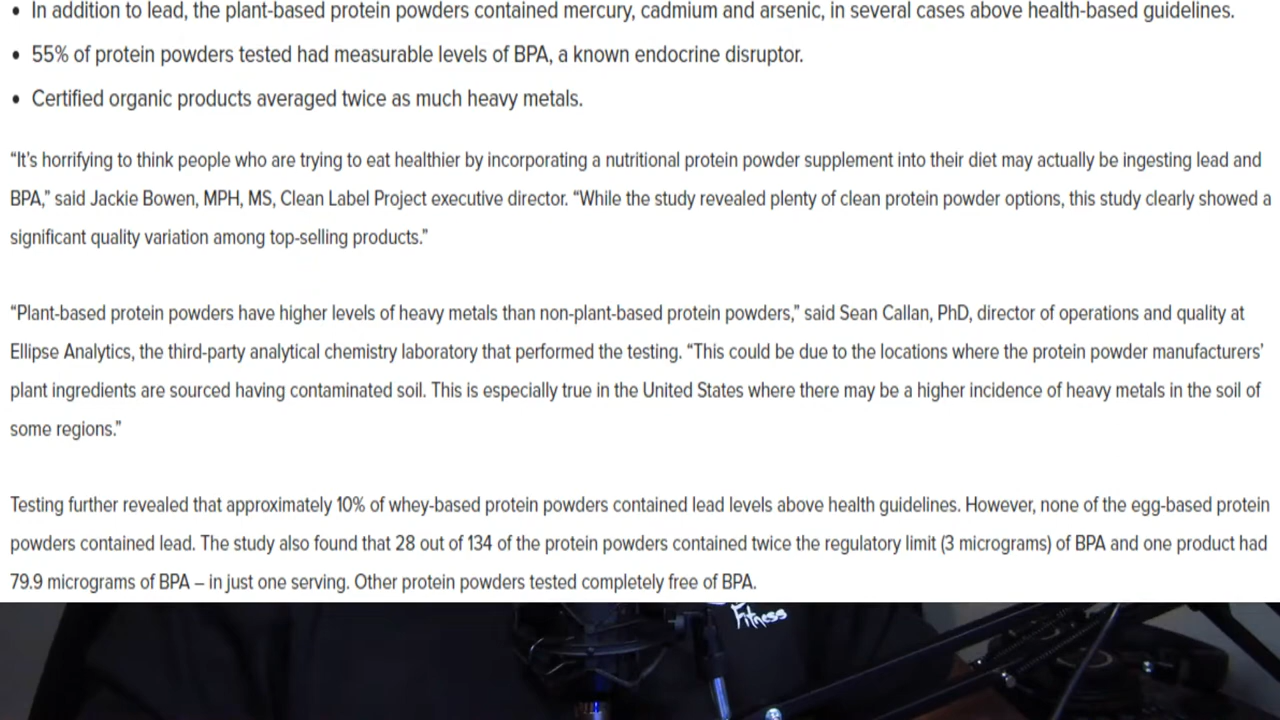 • In addition to lead, the plant-based protein powders contained mercury, cadmium and arsenic, in several cases above health-based guidelines.
• 55% of protein powders tested had measurable levels of BPA, a known endocrine disruptor.
• Certified organic products averaged twice as much heavy metals.
“It’s horrifying to think people who are trying to eat healthier by incorporating a nutritional protein powder supplement into their diet may actually be ingesting lead and
BPA,” said Jackie Bowen, MPH, MS, Clean Label Project executive director. “While the study revealed plenty of clean protein powder options, this study clearly showed a
significant quality variation among top-selling products.”
“Plant-based protein powders have higher levels of heavy metals than non-plant-based protein powders,” said Sean Callan, PhD, director of operations and quality at
Ellipse Analytics, the third-party analytical chemistry laboratory that performed the testing. “This could be due to the locations where the protein powder manufacturers’
plant ingredients are sourced having contaminated soil. This is especially true in the United States where there may be a higher incidence of heavy metals in the soil of
some regions.”
Testing further revealed that approximately 10% of whey-based protein powders contained lead levels above health guidelines. However, none of the egg-based protein
powders contained lead. The study also found that 28 out of 134 of the protein powders contained twice the regulatory limit (3 micrograms) of BPA and one product had
79.9 micrograms of BPA – in just one serving. Other protein powders tested completely free of BPA.
Fitness